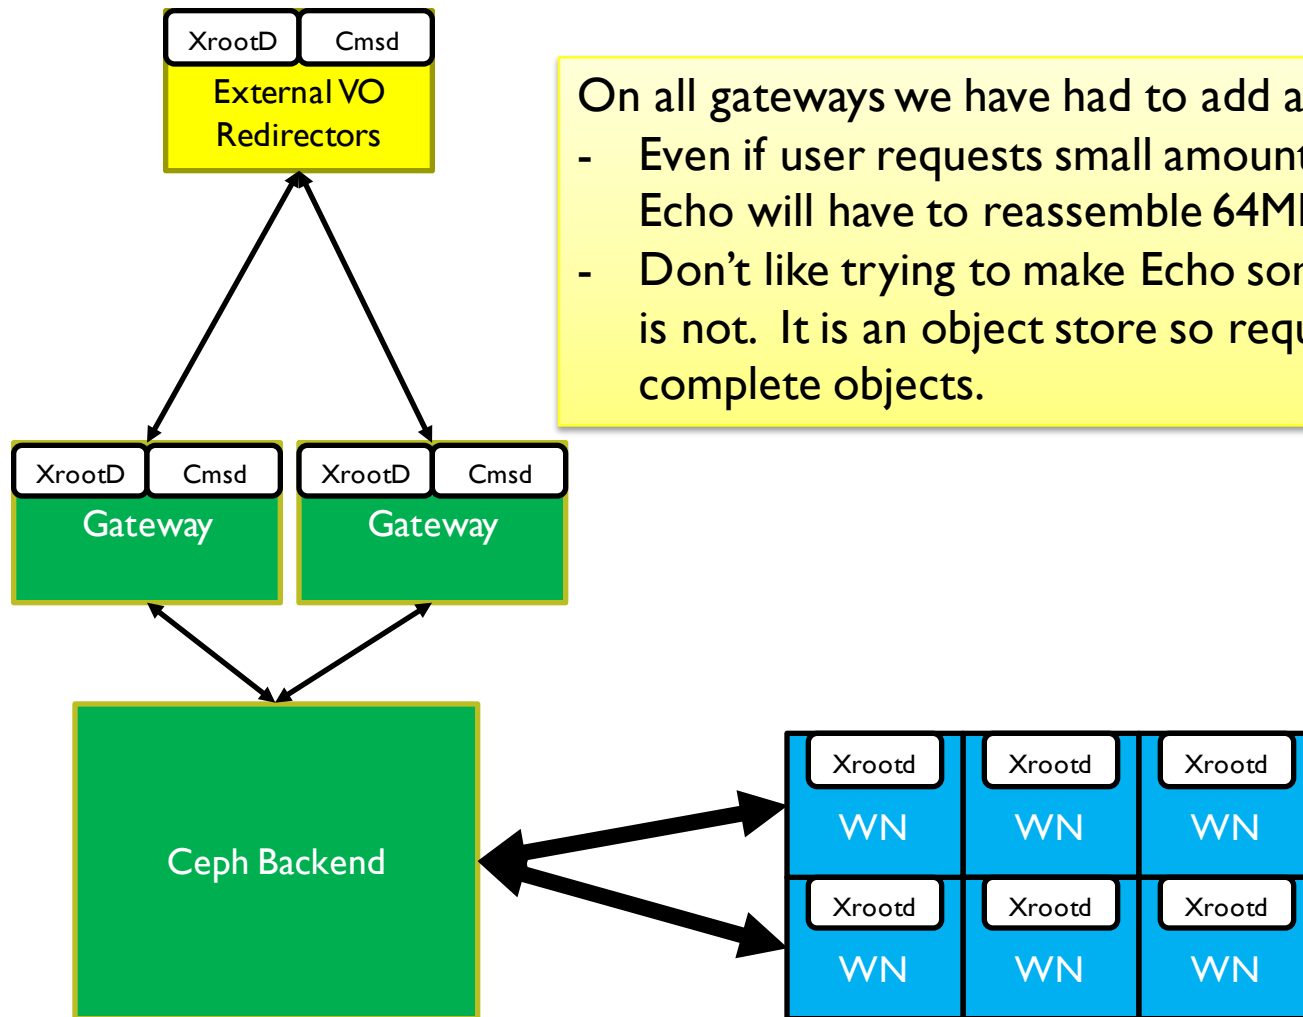 XrootD Cmsd
External VO
Redirectors
On all gateways we have had to add a
- Even if user requests small amount
Echo will have to reassemble 64M
- Don't like trying to make Echo som
is not. It is an object store so requ
complete objects.
XrootD Cmsd XrootD Cmsd
Gateway Gateway
Ceph Backend
Xrootd Xrootd Xrootd
WN WN WN
Xrootd Xrootd Xrootd
WN WN WN